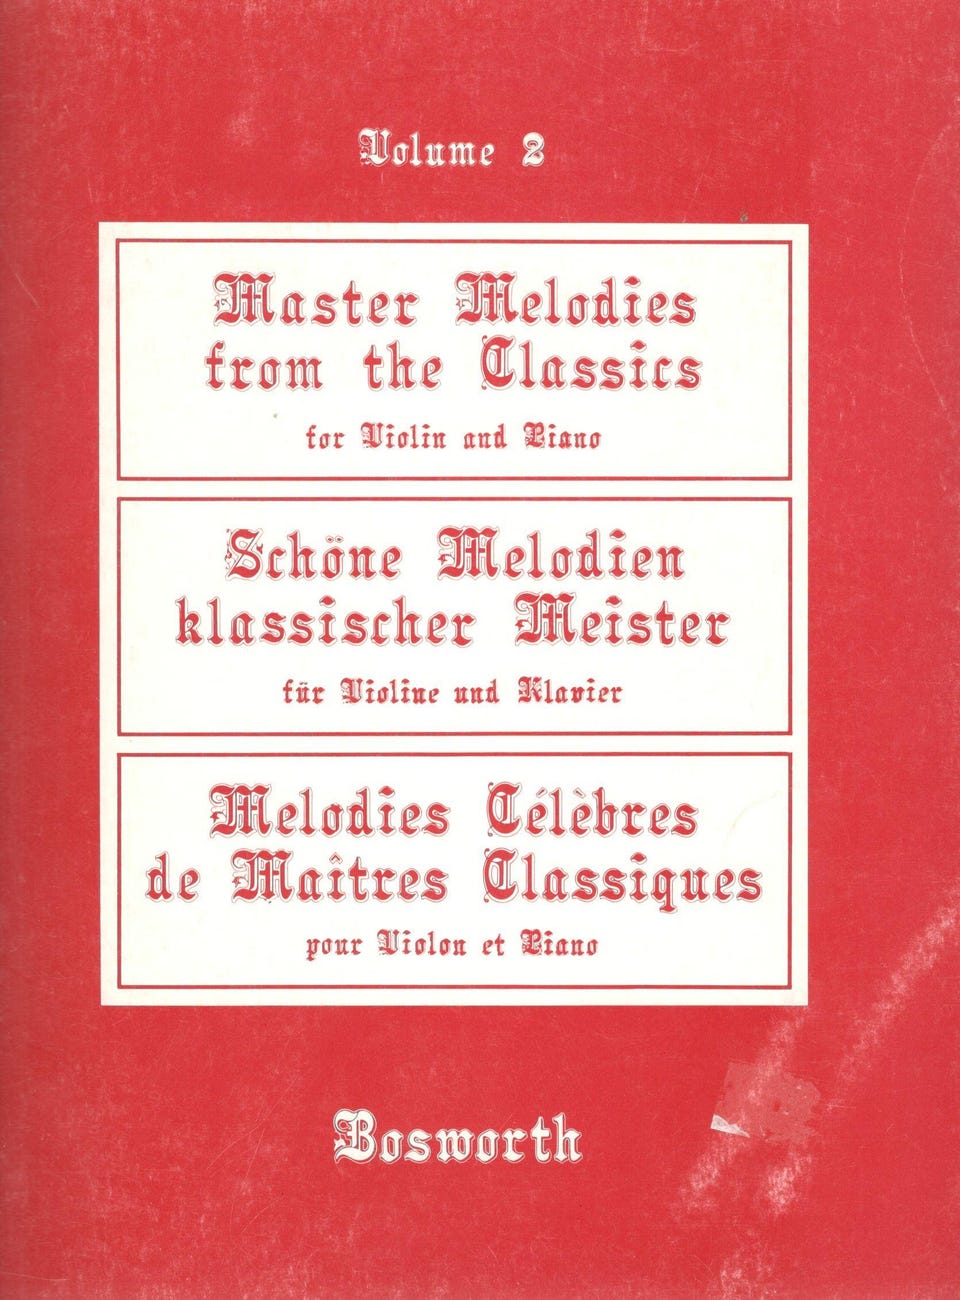 Volume 2
Master Melodies
from the Classics
for Violin and Piano
Schöne Melodien
klassischer Meister
für Violine und Klavier
Melodies Célèbres
de Maîtres Classiques
pour Violon et Piano
Bosworth